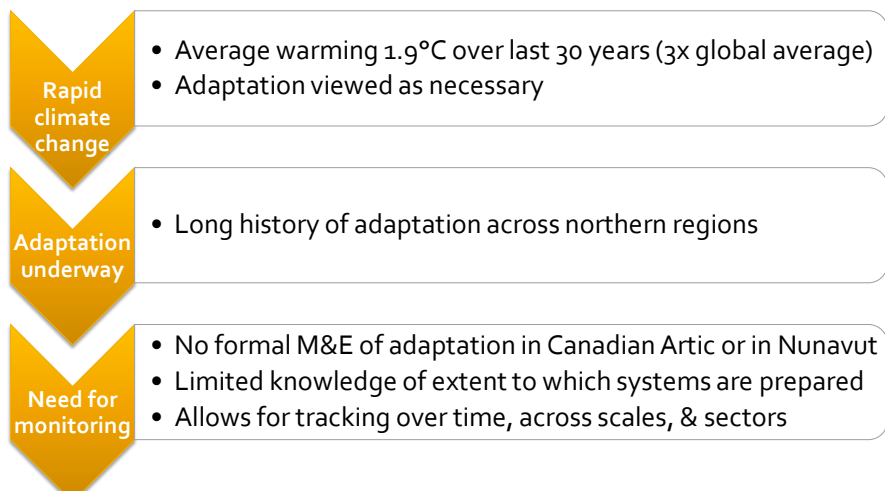 Rapid
climate
change
• Average warming 1.9°C over last 30 years (3x global average)
• Adaptation viewed as necessary
Adaptation
underway
• Long history of adaptation across northern regions
Need for
monitoring
• No formal M&E of adaptation in Canadian Artic or in Nunavut
• Limited knowledge of extent to which systems are prepared
• Allows for tracking over time, across scales, & sectors